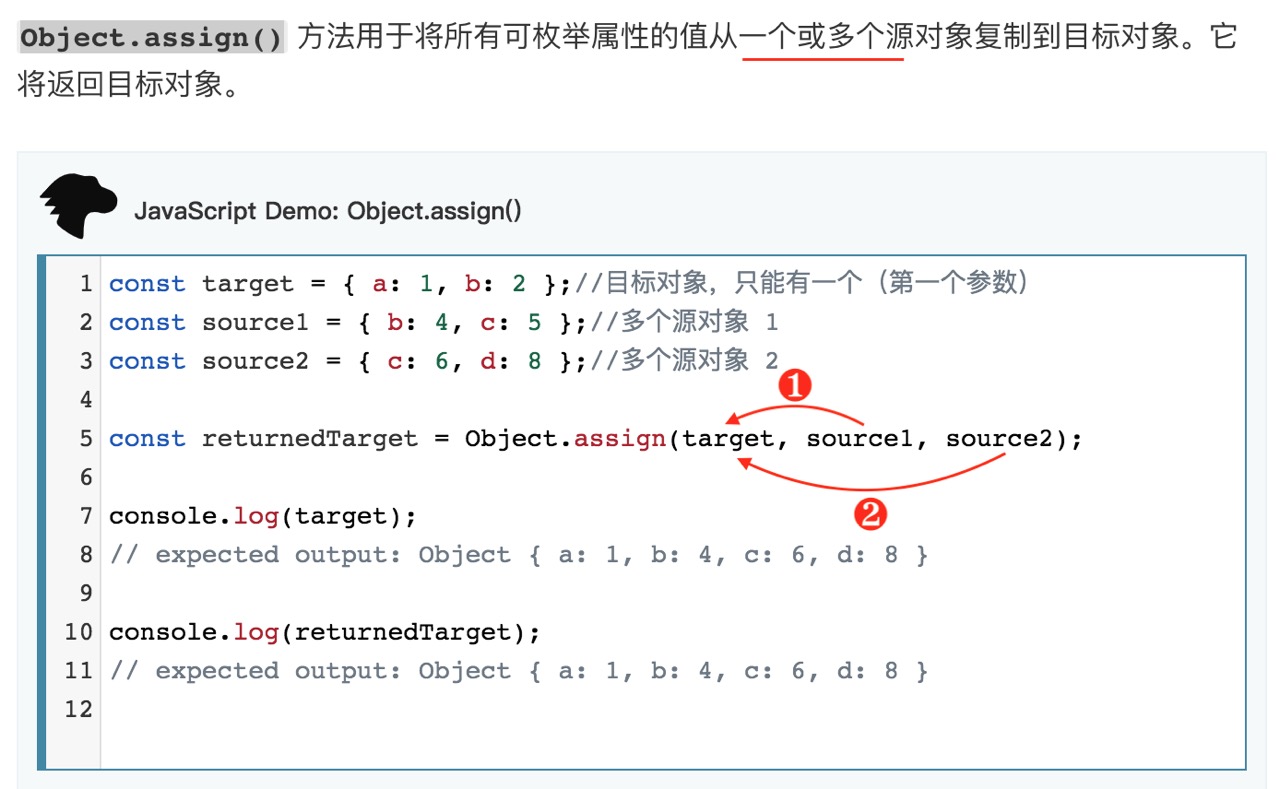 Object.assign() 方法用于将所有可枚举属性的值从一个或多个源对象复制到目标对象。它
将返回目标对象。
JavaScript Demo: Object.assign()
1 const target = { a: 1, b: 2 };//目标对象，只能有一个（第一个参数）
2 const source1 = { b: 4, c: 5 };//多个源对象 1
3 const source2 = { c: 6, d: 8 };//多个源对象 2
4
❶
5 const returnedTarget = Object.assign(target, source1, source2);
6
7 console.log(target);
❷
8 // expected output: Object { a: 1, b: 4, c: 6, d: 8 }
9
10 console.log(returnedTarget);
11 // expected output: Object { a: 1, b: 4, c: 6, d: 8 }
12